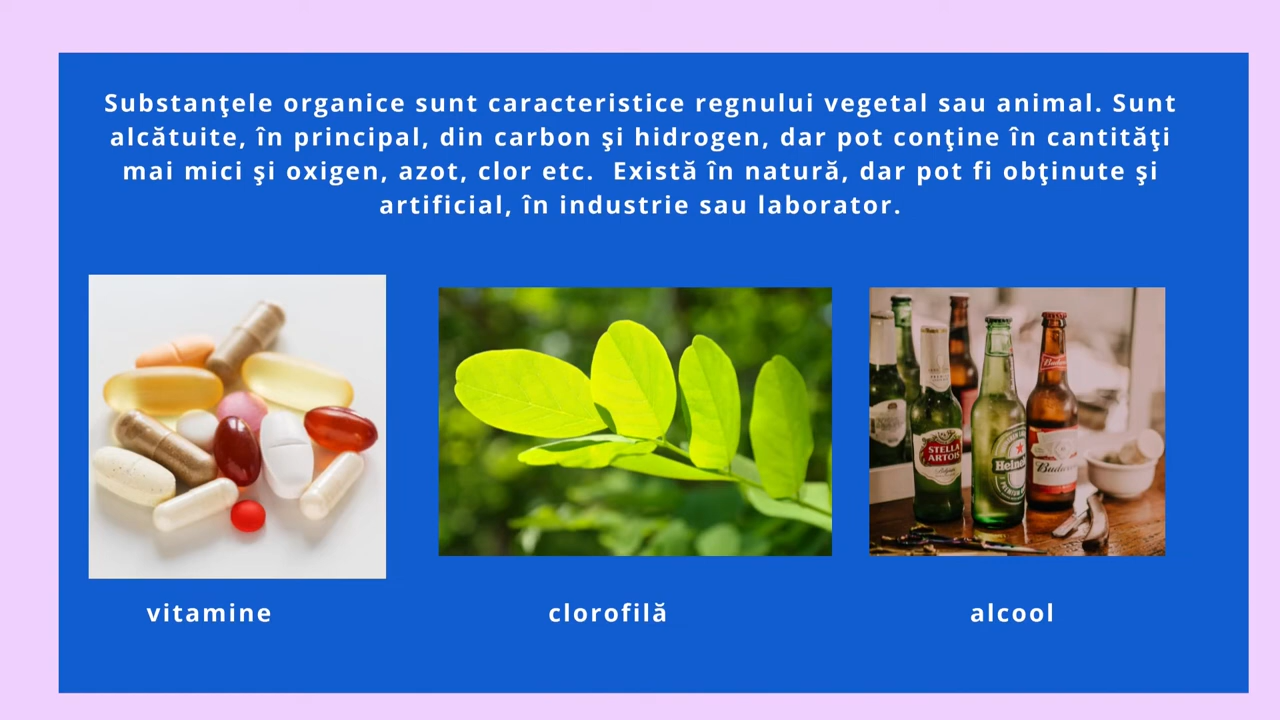 Substanţele organice sunt caracteristice regnului vegetal sau animal. Sunt
alcătuite, în principal, din carbon şi hidrogen, dar pot conţine în cantităţi
mai mici şi oxigen, azot, clor etc.  Există în natură, dar pot fi obţinute şi
artificial, în industrie sau laborator.
STELLA
ARTOIS
vitamine
clorofilă
alcool